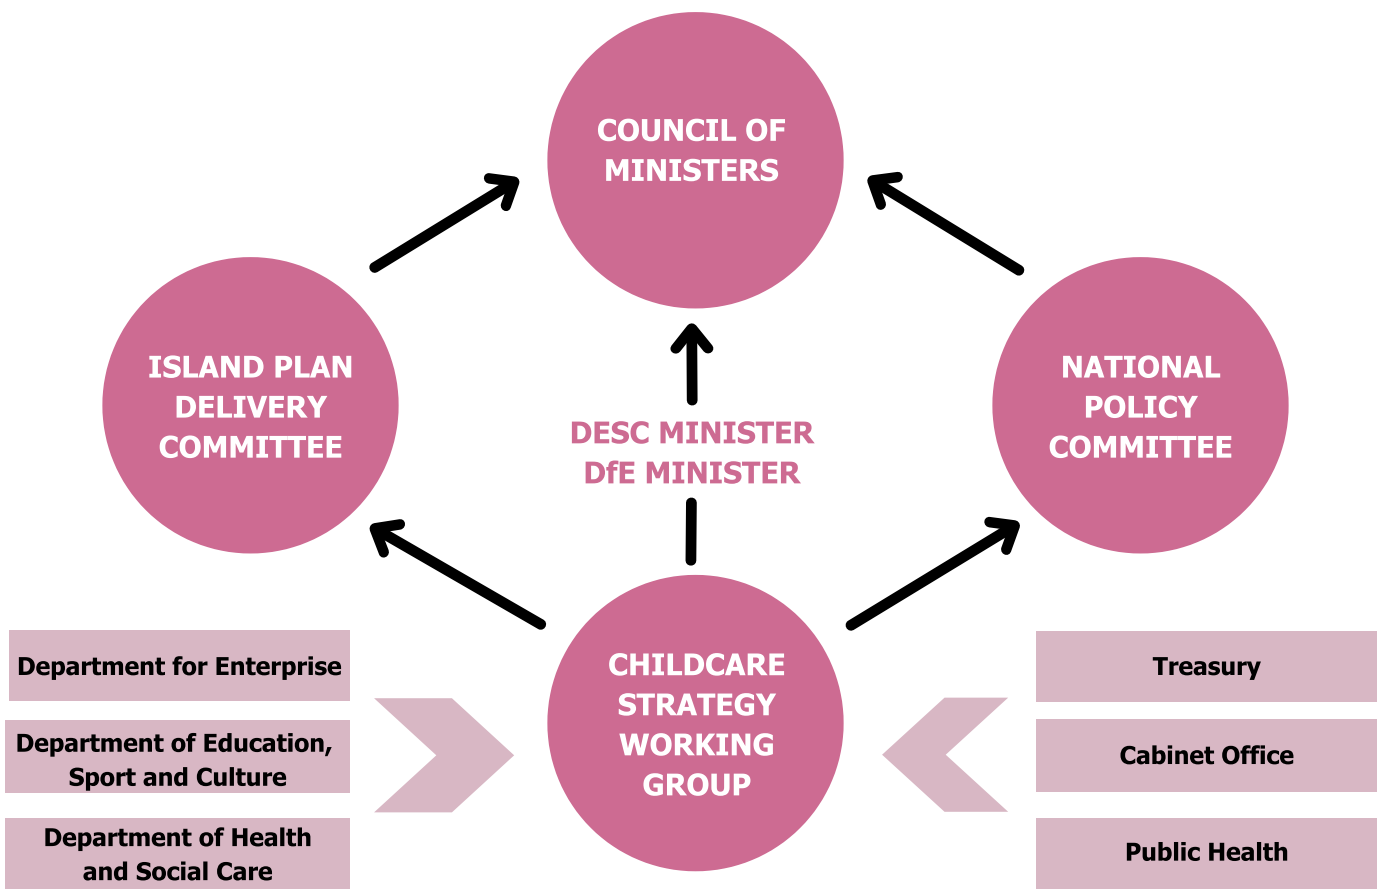 COUNCIL OF
MINISTERS
ISLAND PLAN
DELIVERY
COMMITTEE
DESC MINISTER
DfE MINISTER
NATIONAL
POLICY
COMMITTEE
CHILDCARE
STRATEGY
WORKING
GROUP
Department for Enterprise
Department of Education,
Sport and Culture
Department of Health
and Social Care
Treasury
Cabinet Office
Public Health